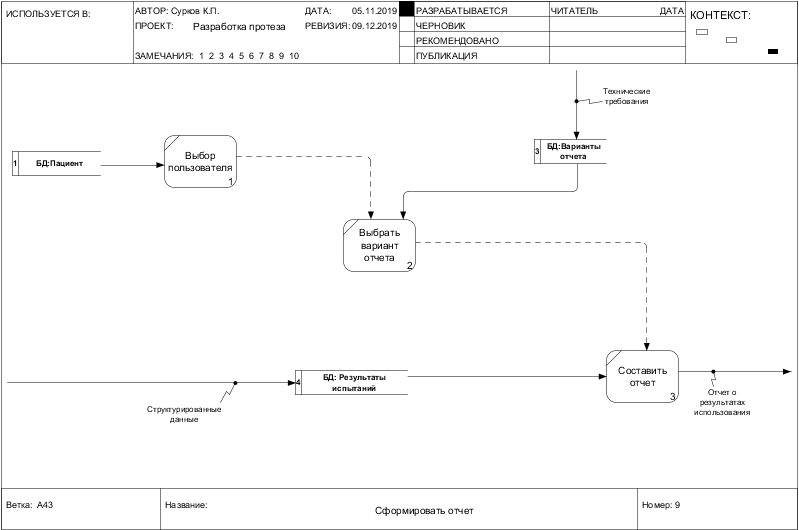 ИСПОЛЬЗУЕТСЯ В:
АВТОР: Сурков К.П.
ДАТА: 05.11.2019
РАЗРАБАТЫВАЕТСЯ
ЧИТАТЕЛЬ
ДАТА
КОНТЕКСТ:
ПРОЕКТ: Разработка протеза
РЕВИЗИЯ: 09.12.2019
ЧЕРНОВИК
РЕКОМЕНДОВАНО
ЗАМЕЧАНИЯ: 1 2 3 4 5 6 7 8 9 10
ПУБЛИКАЦИЯ
Технические
требования
1 БД:Пациент
Выбор
пользователя
1
3 БД:Варианты
отчета
Выбрать
вариант
отчета
2
4 БД: Результаты
испытаний
Структурированные
данные
Составить
отчет
3
Отчет о
результатах
использования
Ветка: А43
Название:
Сформировать отчет
Номер: 9